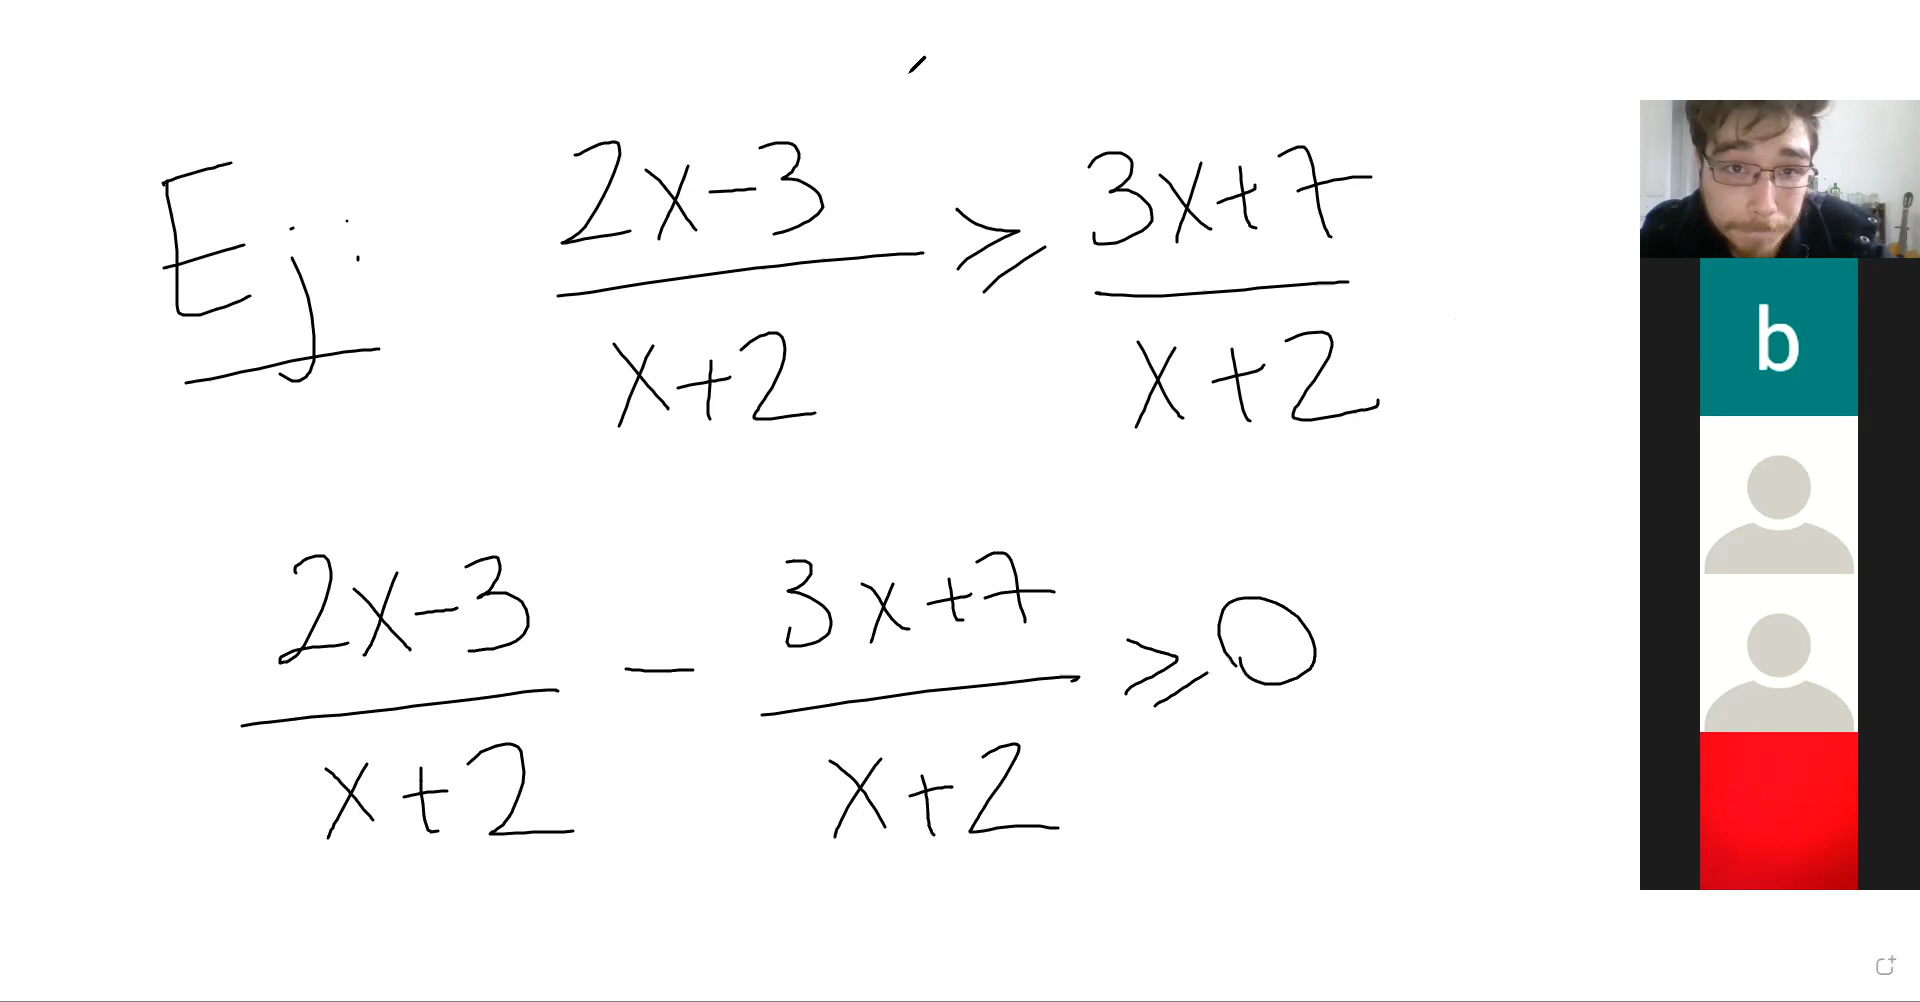 Ej: 2x-3 ≥ 3x+7
x+2 x+2
2x-3 - 3x+7 ≥ 0
x+2 x+2
b